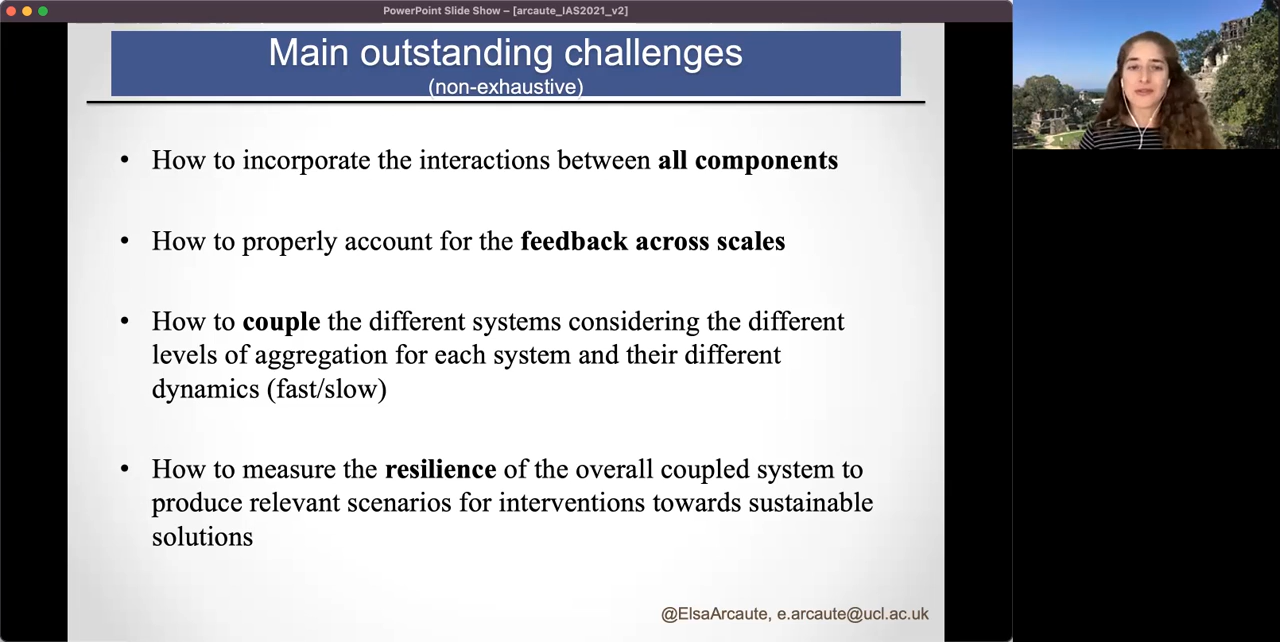 PowerPoint Slide Show – [arcaute_IAS2021_v2]
Main outstanding challenges
(non-exhaustive)
• How to incorporate the interactions between all components
• How to properly account for the feedback across scales
• How to couple the different systems considering the different
levels of aggregation for each system and their different
dynamics (fast/slow)
• How to measure the resilience of the overall coupled system to
produce relevant scenarios for interventions towards sustainable
solutions
@ElsaArcaute, e.arcaute@ucl.ac.uk